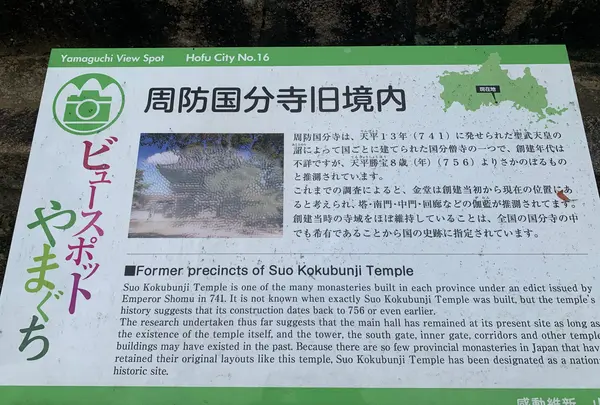 Yamaguchi View Spot Hofu City No.16
周防国分寺旧境内
現在地
ビュースポット
やまぐち
周防国分寺は、天平13年（741）に発せられた聖武天皇の
詔によって国ごとに建てられた国分僧寺の一つで、創建年代は
不詳ですが、天平勝宝8歳（年）（756）よりさかのぼるもの
と推測されています。
これまでの調査によると、金堂は創建当初から現在の位置にあ
ると考えられ、塔・南門・中門・回廊などの伽藍が推測されてます。
創建当時の寺域をほぼ維持していることは、全国の国分寺の中
でも希有であることから国の史跡に指定されています。
■Former precincts of Suo Kokubunji Temple
Suo Kokubunji Temple is one of the many monasteries built in each province under an edict issued by
Emperor Shomu in 741. It is not known when exactly Suo Kokubunji Temple was built, but the temple's
history suggests that its construction dates back to 756 or even earlier.
The research undertaken thus far suggests that the main hall has remained at its present site as long as
the existence of the temple itself, and the tower, the south gate, inner gate, corridors and other temple
buildings may have existed in the past. Because there are so few provincial monasteries in Japan that have
retained their original layouts like this temple, Suo Kokubunji Temple has been designated as a nation
historic site.
感動維新